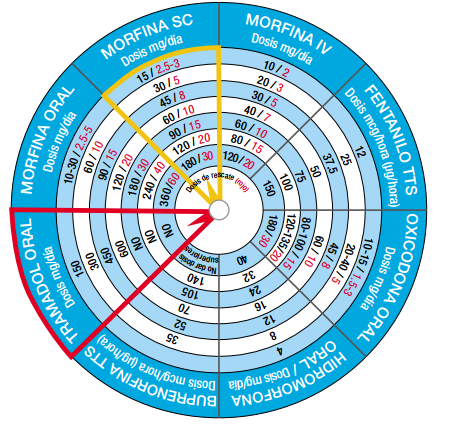 MORFINA SC
Dosis mg/día
15 / 2.5-3
30 / 5
45 / 8
60 / 10
90 / 15
120 / 20
180 / 30
MORFINA IV
Dosis mg/día
10 / 2
20 / 3
30 / 5
40 / 7
60 / 10
80 / 15
120 / 20
FENTANILO TTS
Dosis mcg/hora (µg/hora)
12
25
37,5
50
75
100
150
OXICODONA ORAL
Dosis mg/día
10-15 / 1.5-3
20-40 / 5
45 / 8
60 / 10
80-100 / 15
120-135 / 20
180 / 30
HIDROMORFONA
ORAL / Dosis mg/día
4
8
12
16
24
32
40
BUPRENORFINA TTS
Dosis mcg/hora (µg/hora)
35
52
70
105
140
No dar dosis
superiores
TRAMADOL ORAL
Dosis mg/día
150
300
450
600
NO
NO
NO
MORFINA ORAL
Dosis mg/día
10-30 / 2.5-5
60 / 10
90 / 15
120 / 20
180 / 30
240 / 40
360 / 60
Dosis de rescate (rojo)